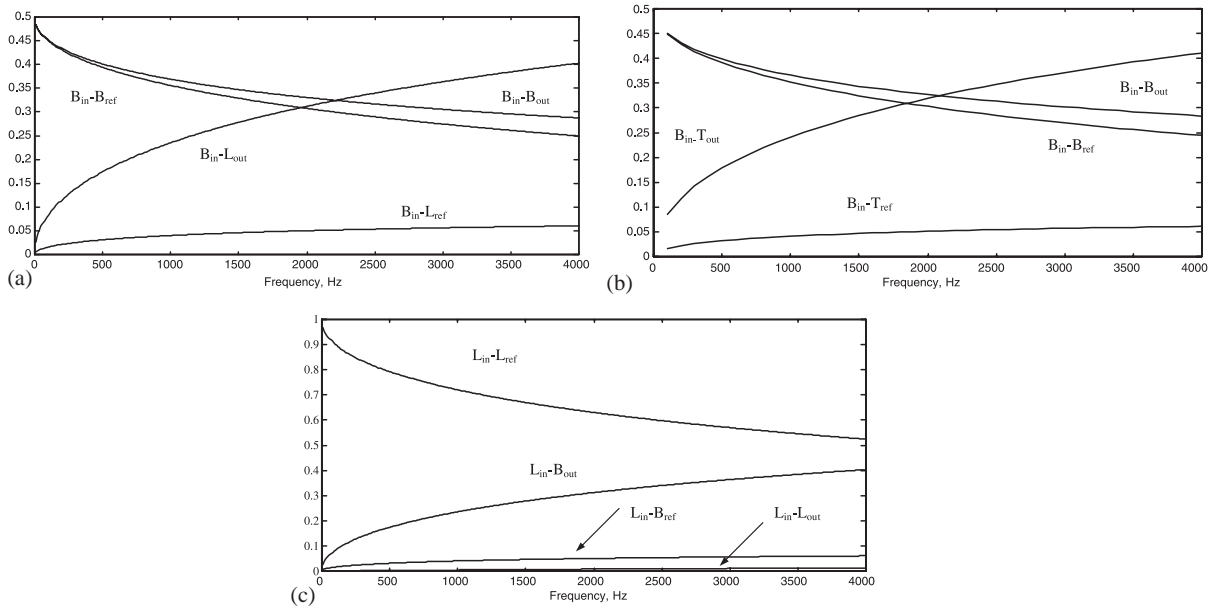 0.5
0.45
0.4
0.35
0.3
0.25
0.2
0.15
0.1
0.05
0
B_in-B_ref
B_in-B_out
B_in-L_out
B_in-L_ref
0 500 1000 1500 2000 2500 3000 3500 4000
Frequency, Hz
(a)
0.5
0.45
0.4
0.35
0.3
0.25
0.2
0.15
0.1
0.05
0
B_in-B_out
B_in-T_out
B_in-B_ref
B_in-T_ref
0 500 1000 1500 2000 2500 3000 3500 4000
Frequency, Hz
(b)
1
0.9
0.8
0.7
0.6
0.5
0.4
0.3
0.2
0.1
0
L_in-L_ref
L_in-B_out
L_in-B_ref
L_in-L_out
0 500 1000 1500 2000 2500 3000 3500 4000
Frequency, Hz
(c)